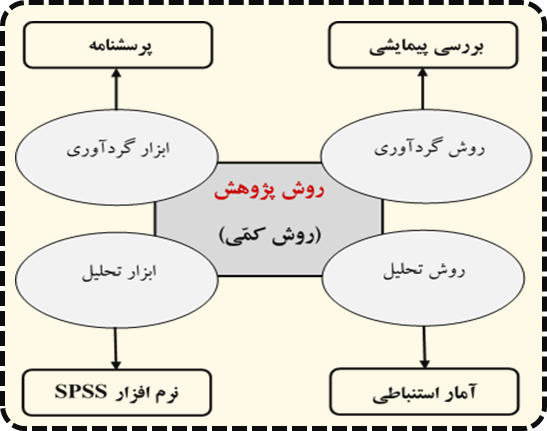 بررسی پیمایشی
پرسشنامه
روش گردآوری
ابزار گردآوری
روش پژوهش
(روش کمّی)
روش تحلیل
ابزار تحلیل
آمار استنباطی
نرم افزار SPSS